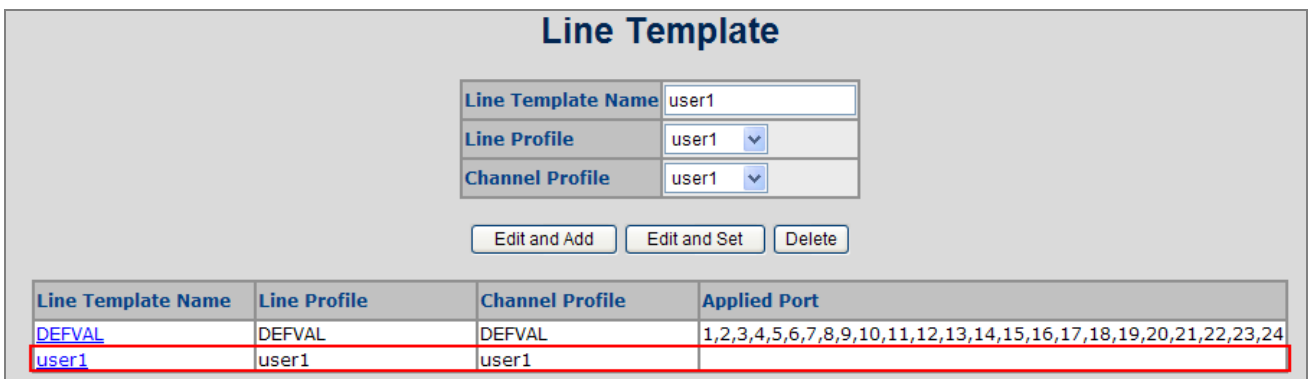 Line Template
Line Template Name user1
Line Profile user1
Channel Profile user1
Edit and Add Edit and Set Delete
Line Template Name Line Profile Channel Profile Applied Port
DEFVAL DEFVAL DEFVAL 1,2,3,4,5,6,7,8,9,10,11,12,13,14,15,16,17,18,19,20,21,22,23,24
user1 user1 user1